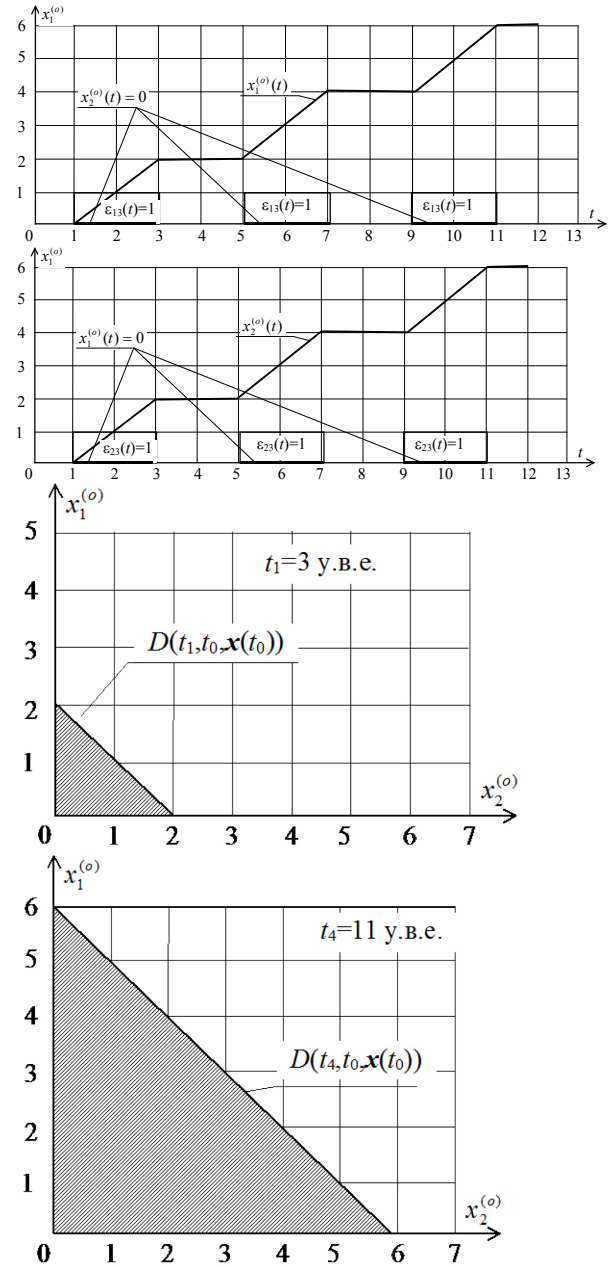 x₁⁽ᵒ⁾
6
x₂⁽ᵒ⁾(t) = 0
x₁⁽ᵒ⁾(t)
5
4
3
2
1
ε₁₃(t)=1 ε₁₃(t)=1 ε₁₃(t)=1
t
0 1 2 3 4 5 6 7 8 9 10 11 12 13
x₁⁽ᵒ⁾
6
5
x₁⁽ᵒ⁾(t) = 0
x₂⁽ᵒ⁾(t)
4
3
2
1
ε₂₃(t)=1 ε₂₃(t)=1 ε₂₃(t)=1
t
0 1 2 3 4 5 6 7 8 9 10 11 12 13
x₁⁽ᵒ⁾
5
t₁=3 у.в.е.
4
D(t₁,t₀,x(t₀))
3
2
1
x₂⁽ᵒ⁾
0 1 2 3 4 5 6 7
x₁⁽ᵒ⁾
6
t₄=11 у.в.е.
5
4
D(t₄,t₀,x(t₀))
3
2
1
x₂⁽ᵒ⁾
0 1 2 3 4 5 6 7